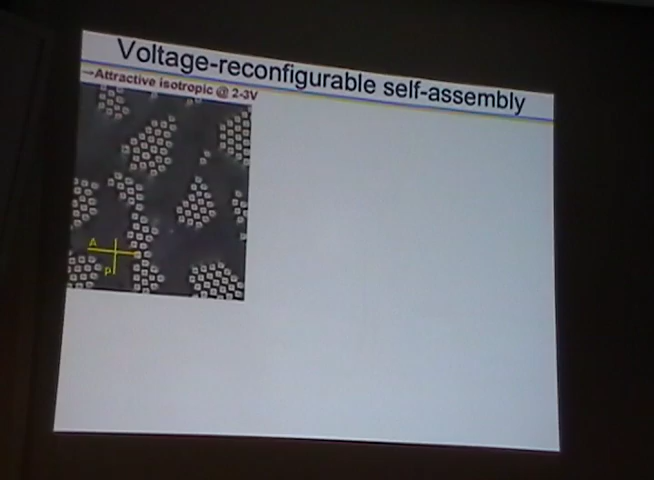 Voltage-reconfigurable self-assembly
→Attractive isotropic @ 2-3V
A
P